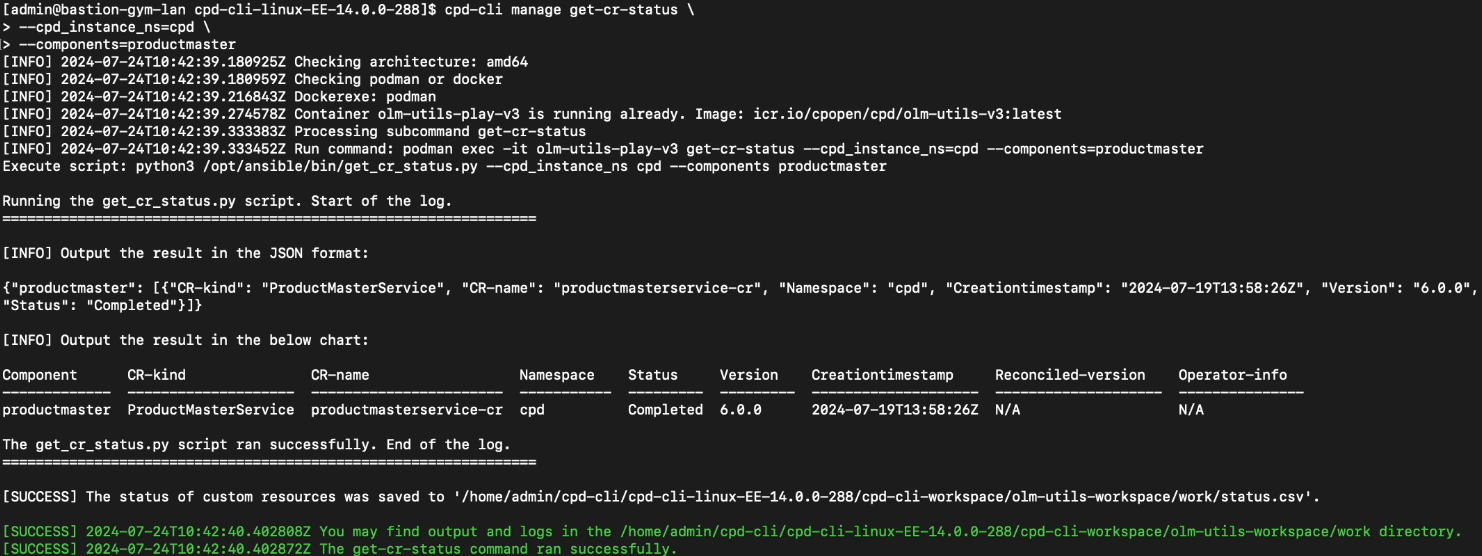 [admin@bastion-gym-lan cpd-cli-linux-EE-14.0.0-288]$ cpd-cli manage get-cr-status \
> --cpd_instance_ns=cpd \
> --components=productmaster
[INFO] 2024-07-24T10:42:39.180925Z Checking architecture: amd64
[INFO] 2024-07-24T10:42:39.180959Z Checking podman or docker
[INFO] 2024-07-24T10:42:39.216843Z Dockerexe: podman
[INFO] 2024-07-24T10:42:39.274578Z Container olm-utils-play-v3 is running already. Image: icr.io/cpopen/cpd/olm-utils-v3:latest
[INFO] 2024-07-24T10:42:39.333383Z Processing subcommand get-cr-status
[INFO] 2024-07-24T10:42:39.333452Z Run command: podman exec -it olm-utils-play-v3 get-cr-status --cpd_instance_ns=cpd --components=productmaster
Execute script: python3 /opt/ansible/bin/get_cr_status.py --cpd_instance_ns cpd --components productmaster
Running the get_cr_status.py script. Start of the log.
================================================================
[INFO] Output the result in the JSON format:
{"productmaster": [{"CR-kind": "ProductMasterService", "CR-name": "productmasterservice-cr", "Namespace": "cpd", "Creationtimestamp": "2024-07-19T13:58:26Z", "Version": "6.0.0",
"Status": "Completed"}]}
[INFO] Output the result in the below chart:
Component CR-kind CR-name Namespace Status Version Creationtimestamp Reconciled-version Operator-info
------------- -------------------- ----------------------- ----------- --------- --------- -------------------- -------------------- ---------------
productmaster ProductMasterService productmasterservice-cr cpd Completed 6.0.0 2024-07-19T13:58:26Z N/A N/A
The get_cr_status.py script ran successfully. End of the log.
================================================================
[SUCCESS] The status of custom resources was saved to '/home/admin/cpd-cli/cpd-cli-linux-EE-14.0.0-288/cpd-cli-workspace/olm-utils-workspace/work/status.csv'.
[SUCCESS] 2024-07-24T10:42:40.402808Z You may find output and logs in the /home/admin/cpd-cli/cpd-cli-linux-EE-14.0.0-288/cpd-cli-workspace/olm-utils-workspace/work directory.
[SUCCESS] 2024-07-24T10:42:40.402872Z The get-cr-status command ran successfully.